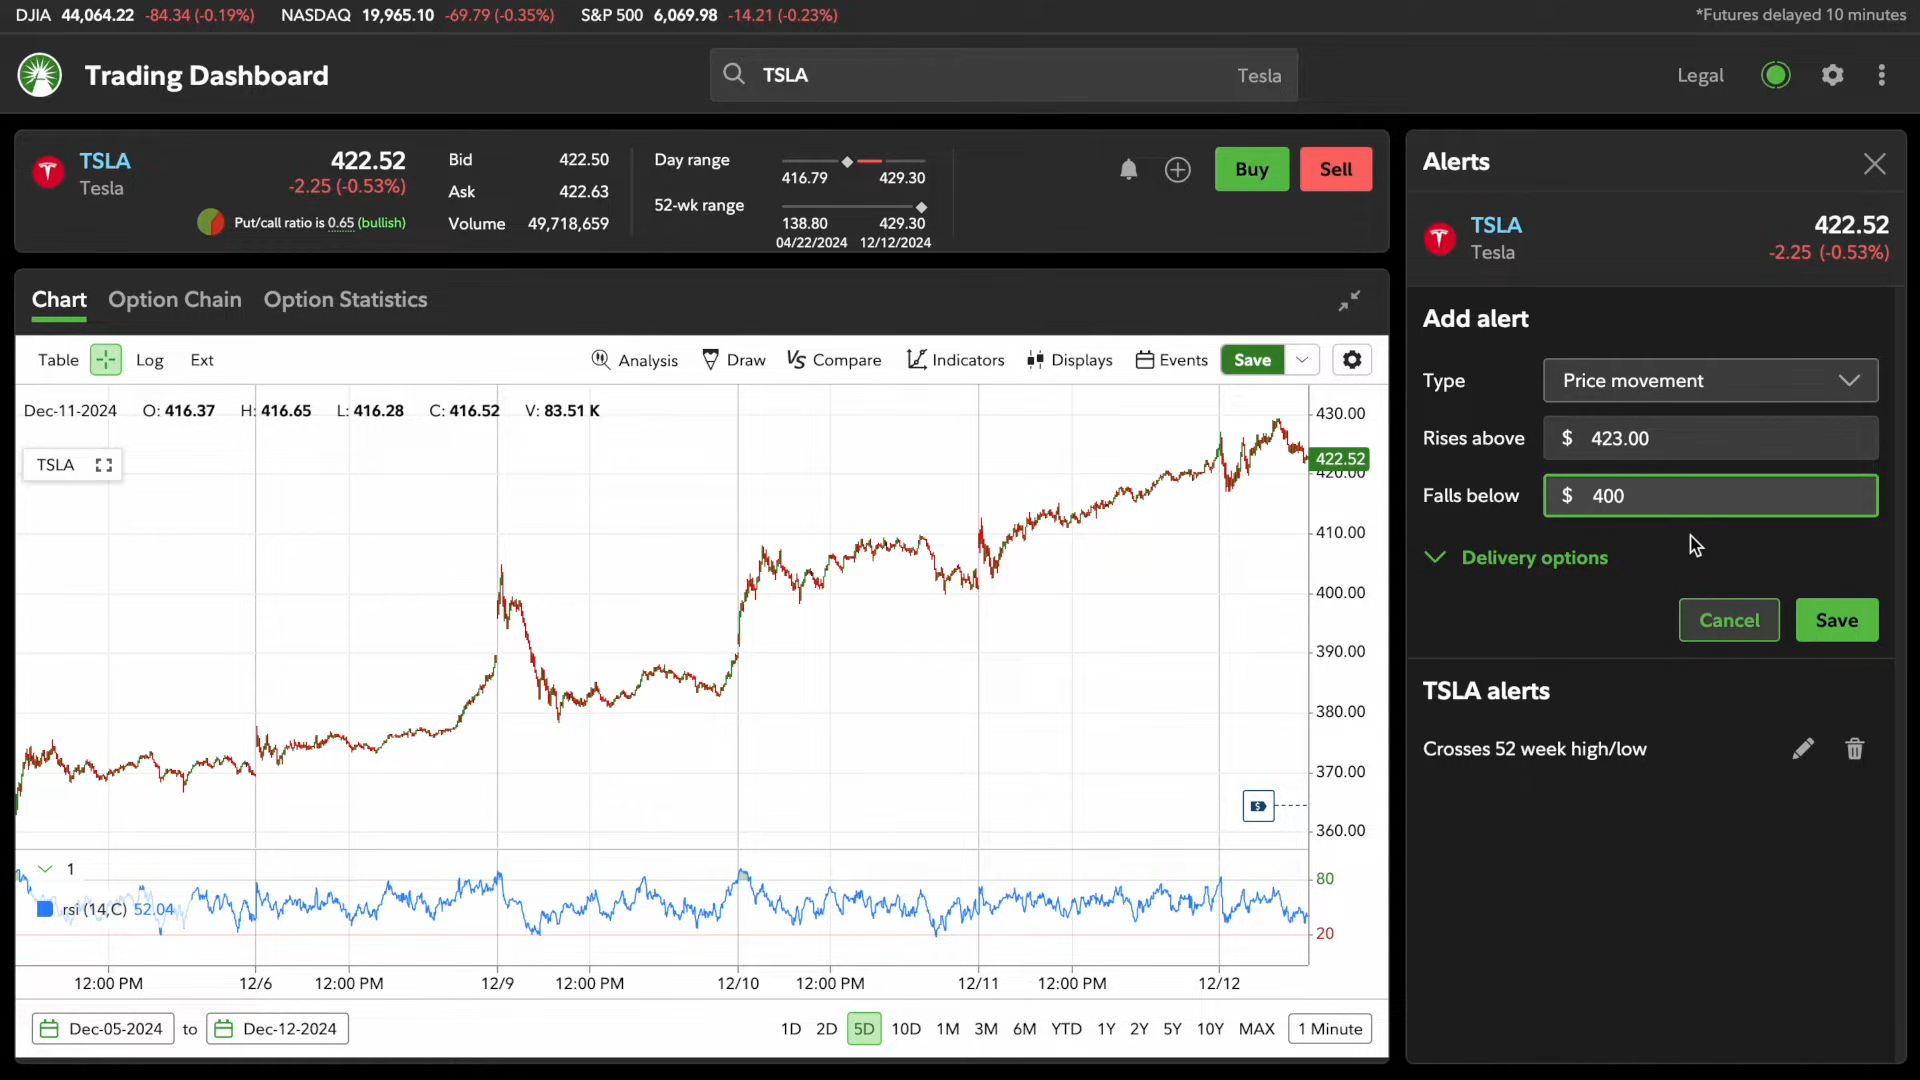 DJIA 44,064.22 -84.34 (-0.19%) NASDAQ 19,965.10 -69.79 (-0.35%) S&P 500 6,069.98 -14.21 (-0.23%) *Futures delayed 10 minutes
Trading Dashboard
TSLA Tesla
Legal
TSLA 422.52
Tesla -2.25 (-0.53%)
Put/call ratio is 0.65 (bullish)
Bid 422.50
Ask 422.63
Volume 49,718,659
Day range
416.79 429.30
52-wk range
138.80 429.30
04/22/2024 12/12/2024
Buy Sell
Chart Option Chain Option Statistics
Table Log Ext Analysis Draw Compare Indicators Displays Events Save
Dec-11-2024 O: 416.37 H: 416.65 L: 416.28 C: 416.52 V: 83.51 K
TSLA
430.00
422.52
420.00
410.00
400.00
390.00
380.00
370.00
360.00
1
80
rsi (14,C) 52.04
20
12:00 PM 12/6 12:00 PM 12/9 12:00 PM 12/10 12:00 PM 12/11 12:00 PM 12/12
Dec-05-2024 to Dec-12-2024 1D 2D 5D 10D 1M 3M 6M YTD 1Y 2Y 5Y 10Y MAX 1 Minute
Alerts
TSLA 422.52
Tesla -2.25 (-0.53%)
Add alert
Type Price movement
Rises above $ 423.00
Falls below $ 400
Delivery options
Cancel Save
TSLA alerts
Crosses 52 week high/low